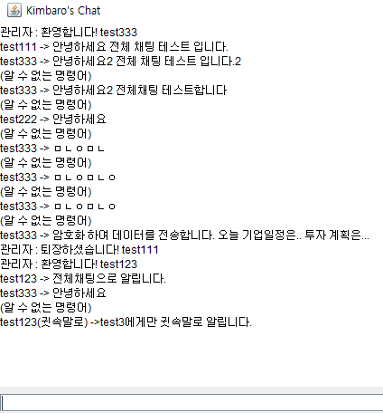 Kimbaro's Chat
관리자 : 환영합니다! test333
test111 -> 안녕하세요 전체 채팅 테스트 입니다.
test333 -> 안녕하세요2 전체 채팅 테스트 입니다.2
(알 수 없는 명령어)
test333 -> 안녕하세요2 전체채팅 테스트합니다
(알 수 없는 명령어)
test222 -> 안녕하세요
(알 수 없는 명령어)
test333 -> ㅁㄴㅇㅁㄴ
(알 수 없는 명령어)
test333 -> ㅁㄴㅇㅁㄴㅇ
(알 수 없는 명령어)
test333 -> ㅁㄴㅇㅁㄴㅇ
(알 수 없는 명령어)
test333 -> 암호화 하며 데이터를 전송합니다. 오늘 기업일정은.. 투자 계획은...
관리자 : 퇴장하셨습니다! test111
관리자 : 환영합니다! test123
test123 -> 전체채팅으로 알립니다.
test333 -> 안녕하세요
(알 수 없는 명령어)
test123(귓속말로) ->test3에게만 귓속말로 알립니다.